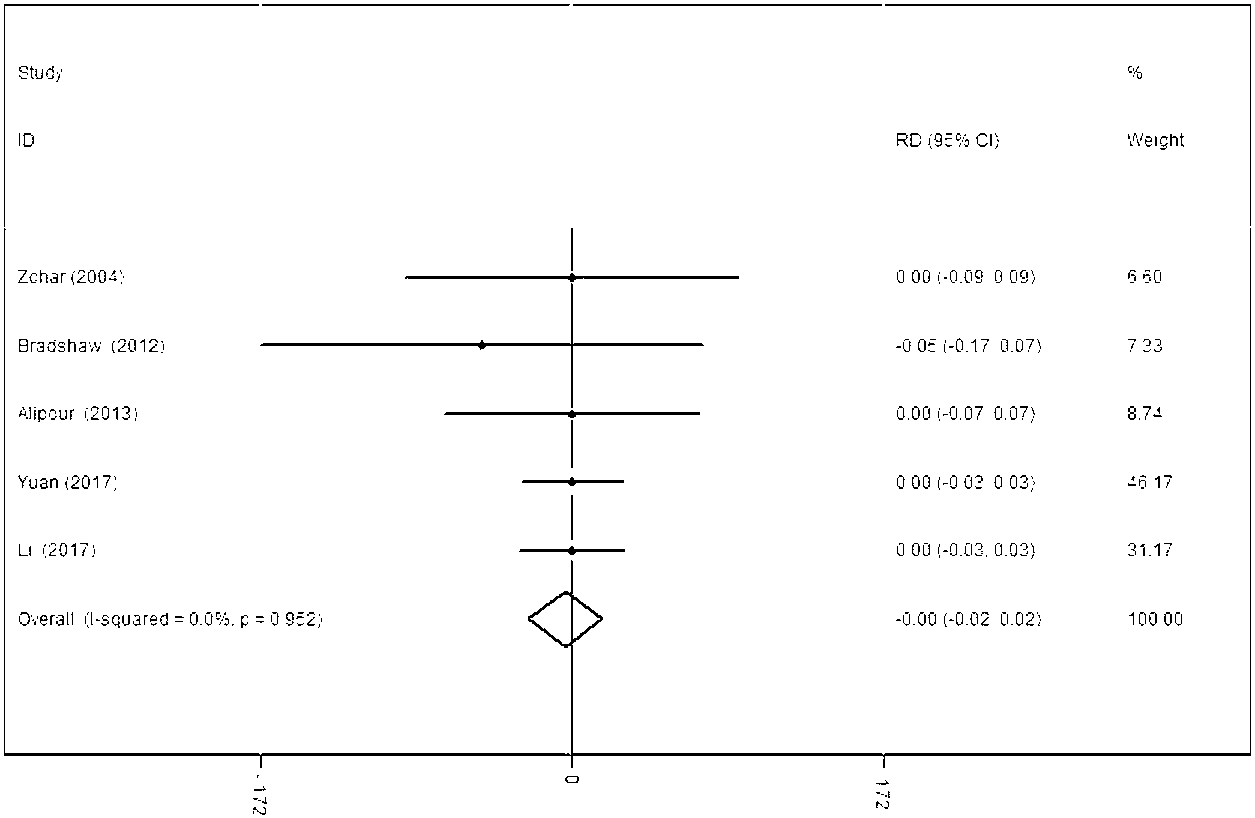 Study %
ID RD (95% CI) Weight
Zohar (2004) 0.00 (-0.09, 0.09) 6.60
Bradshaw (2012) -0.05 (-0.17, 0.07) 7.33
Alipour (2013) 0.00 (-0.07, 0.07) 8.74
Yuan (2017) 0.00 (-0.03, 0.03) 46.17
Li (2017) 0.00 (-0.03, 0.03) 31.17
Overall (I-squared = 0.0%, p = 0.952) -0.00 (-0.02, 0.02) 100.00
-.172 0 .172